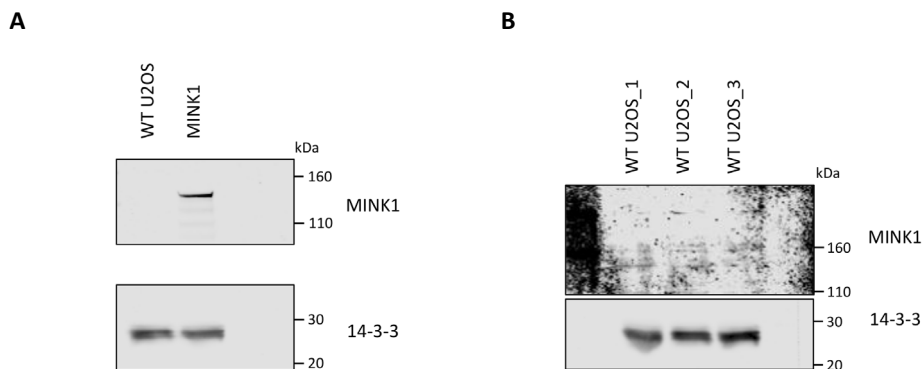 A
WT U2OS
MINK1
kDa
160
110
MINK1
30
20
14-3-3
B
WT U2OS_1
WT U2OS_2
WT U2OS_3
kDa
160
110
MINK1
30
20
14-3-3